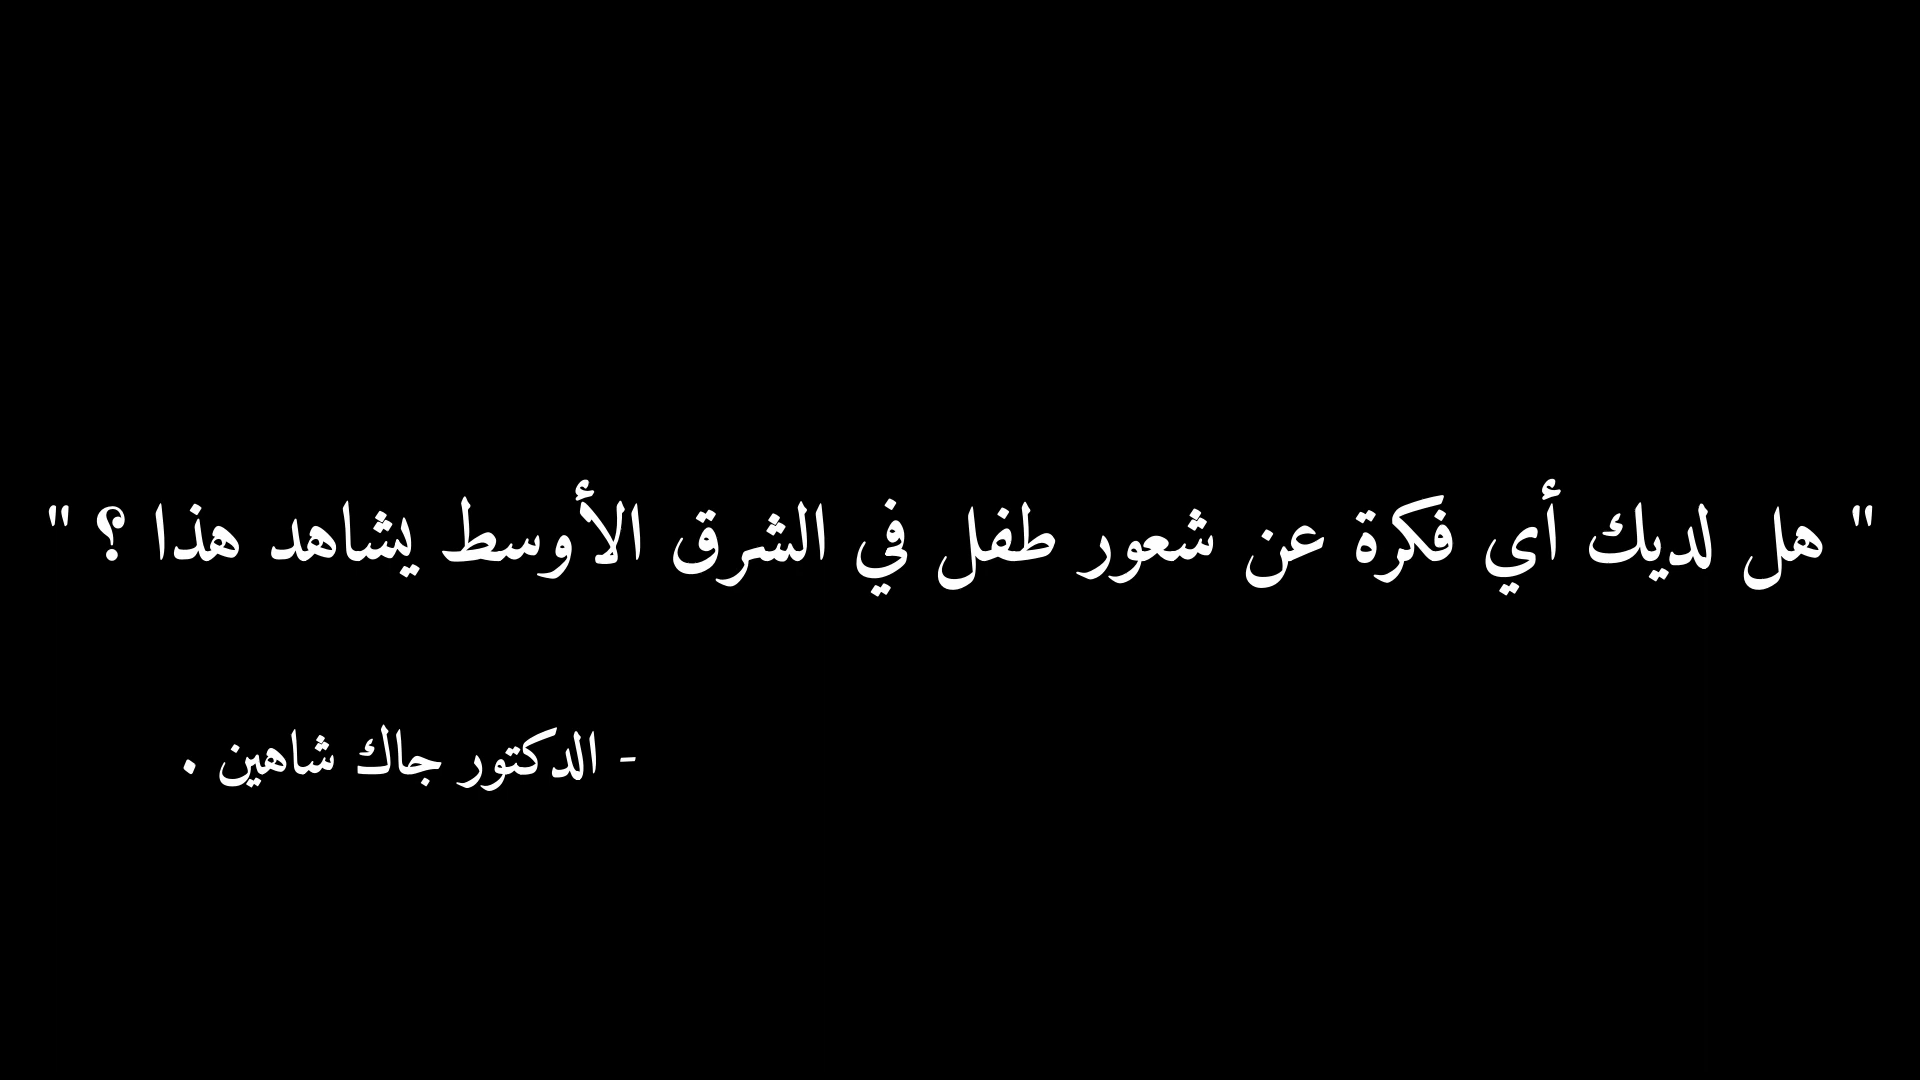 " هل لديك أي فكرة عن شعور طفل في الشرق الأوسط يشاهد هذا ؟ "
- الدكتور جاك شاهين .